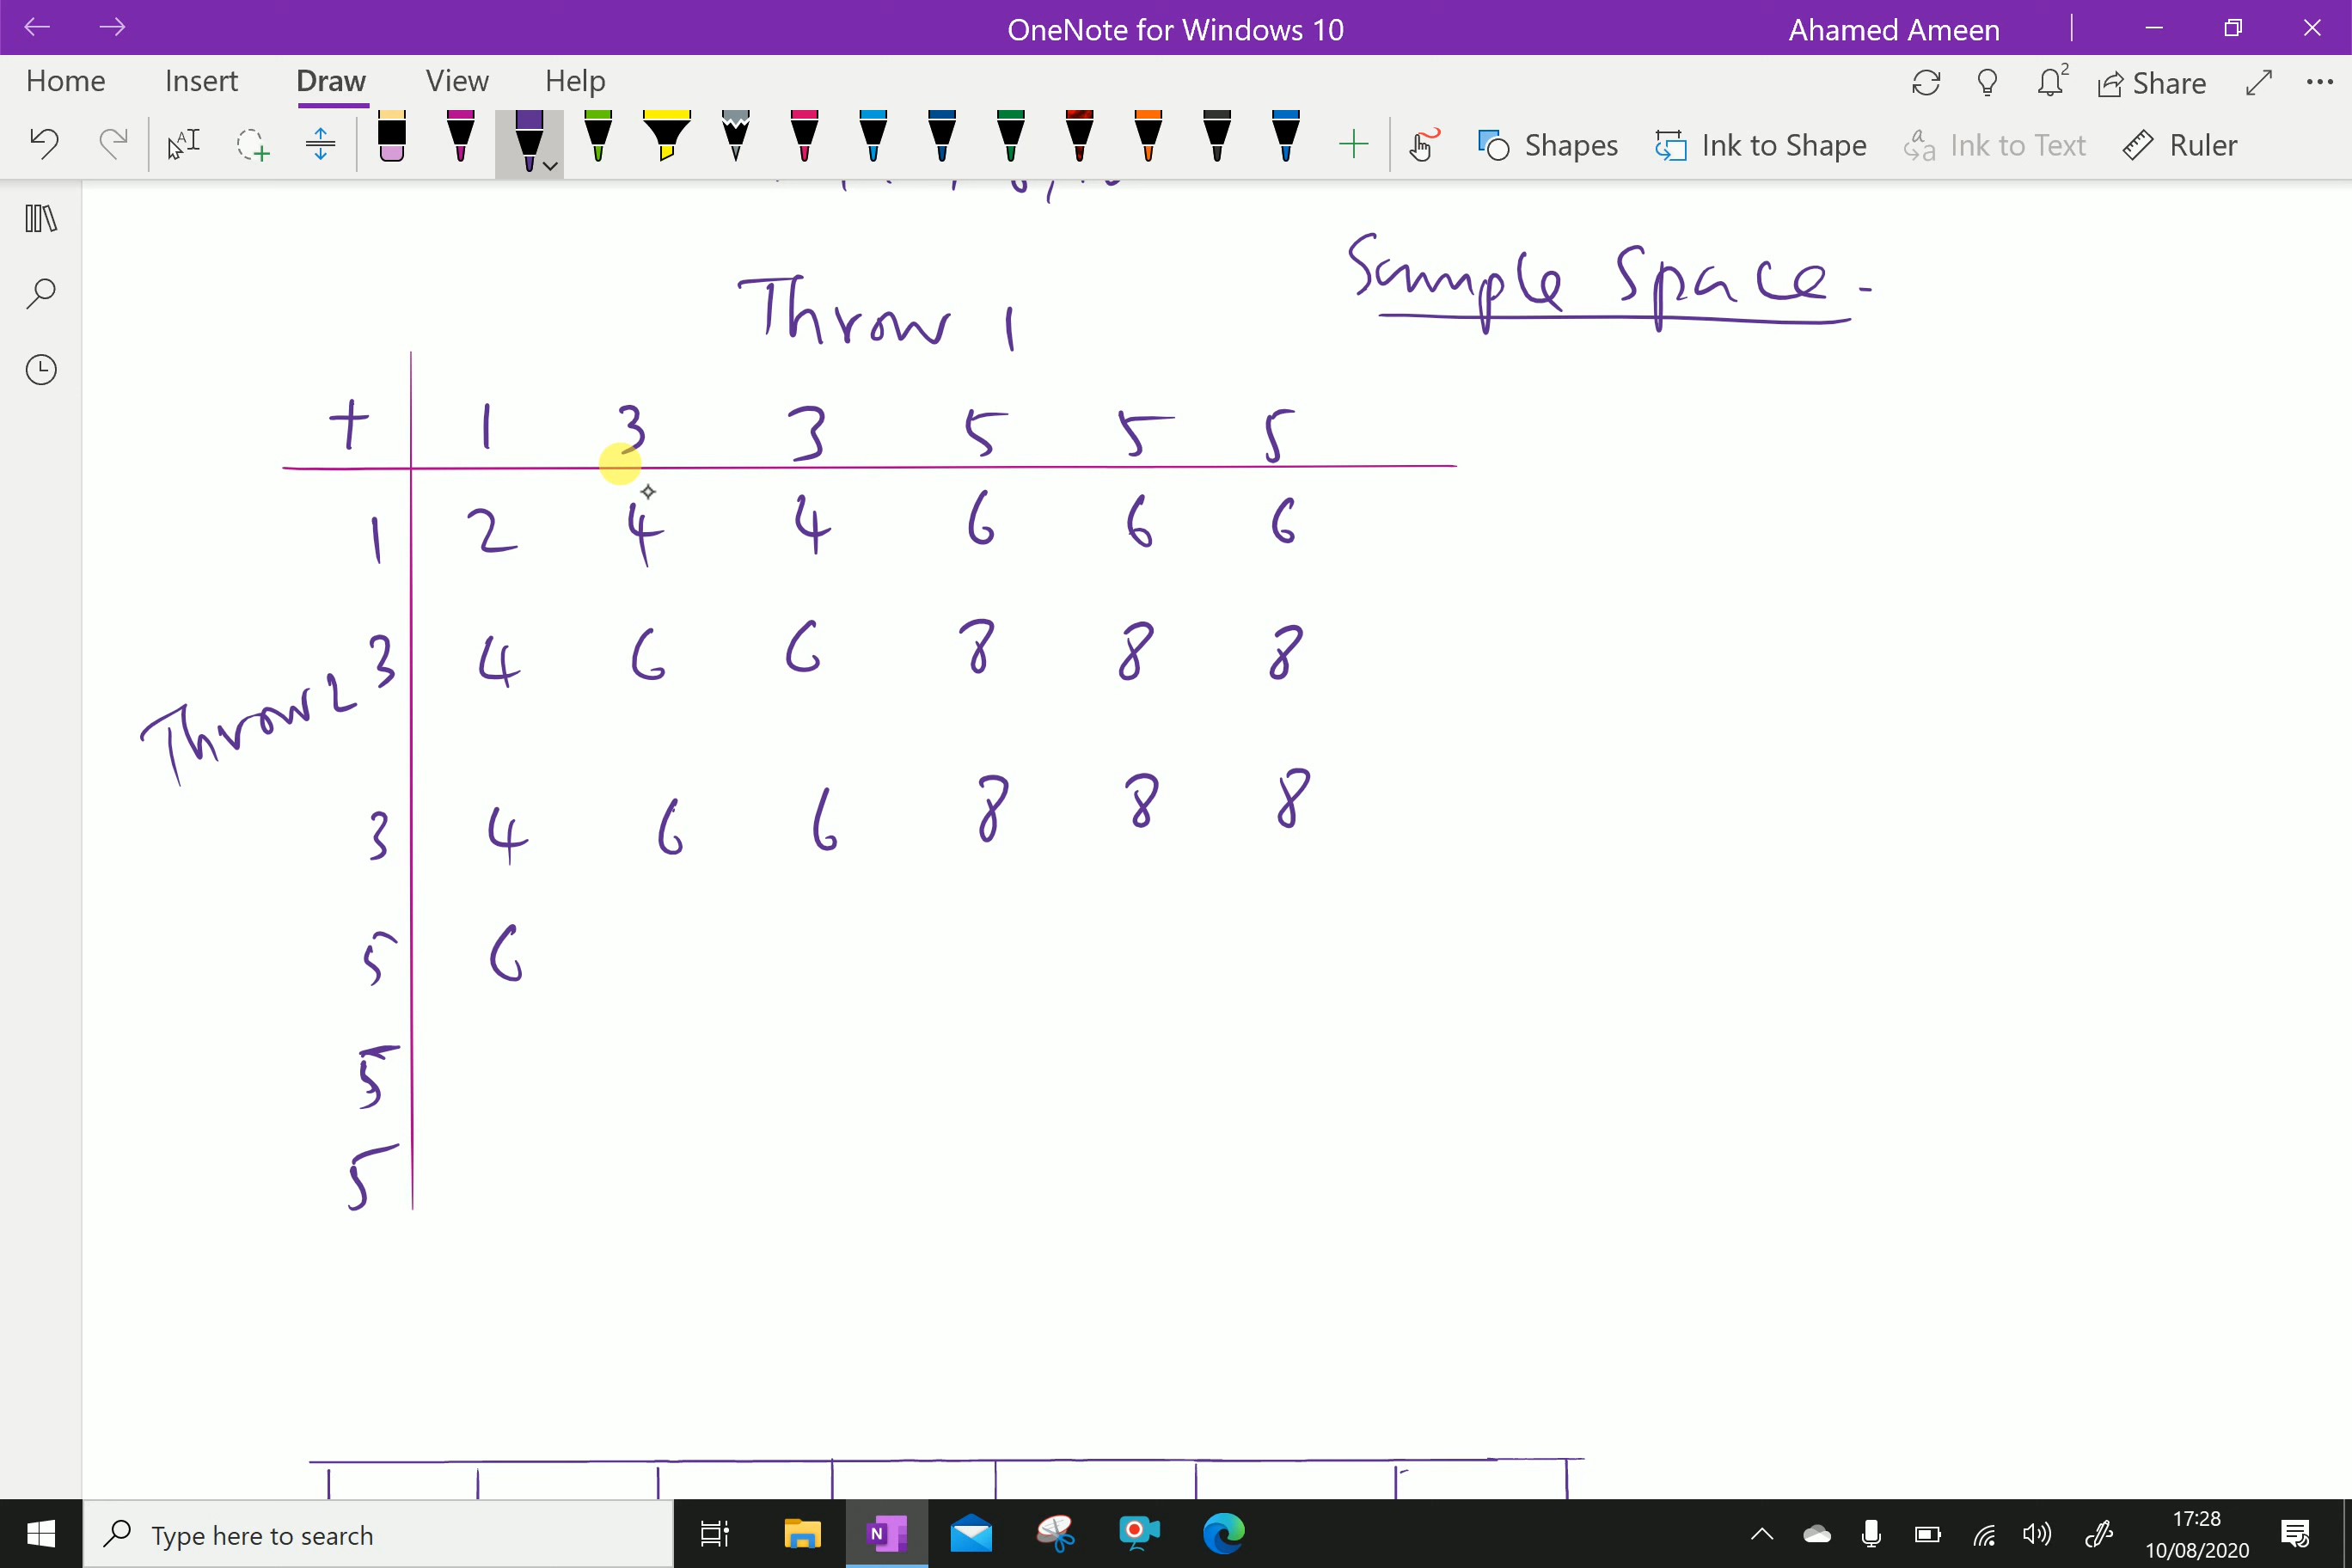 OneNote for Windows 10 Ahamed Ameen
Home Insert Draw View Help 2 Share
Shapes Ink to Shape Ink to Text Ruler
Sample Space -
Throw 1
+ 1 3 3 5 5 5
1 2 4 4 6 6 6
3 4 6 6 8 8 8
Throw 2
3 4 6 6 8 8 8
5 6
5
5
Type here to search
17:28
10/08/2020